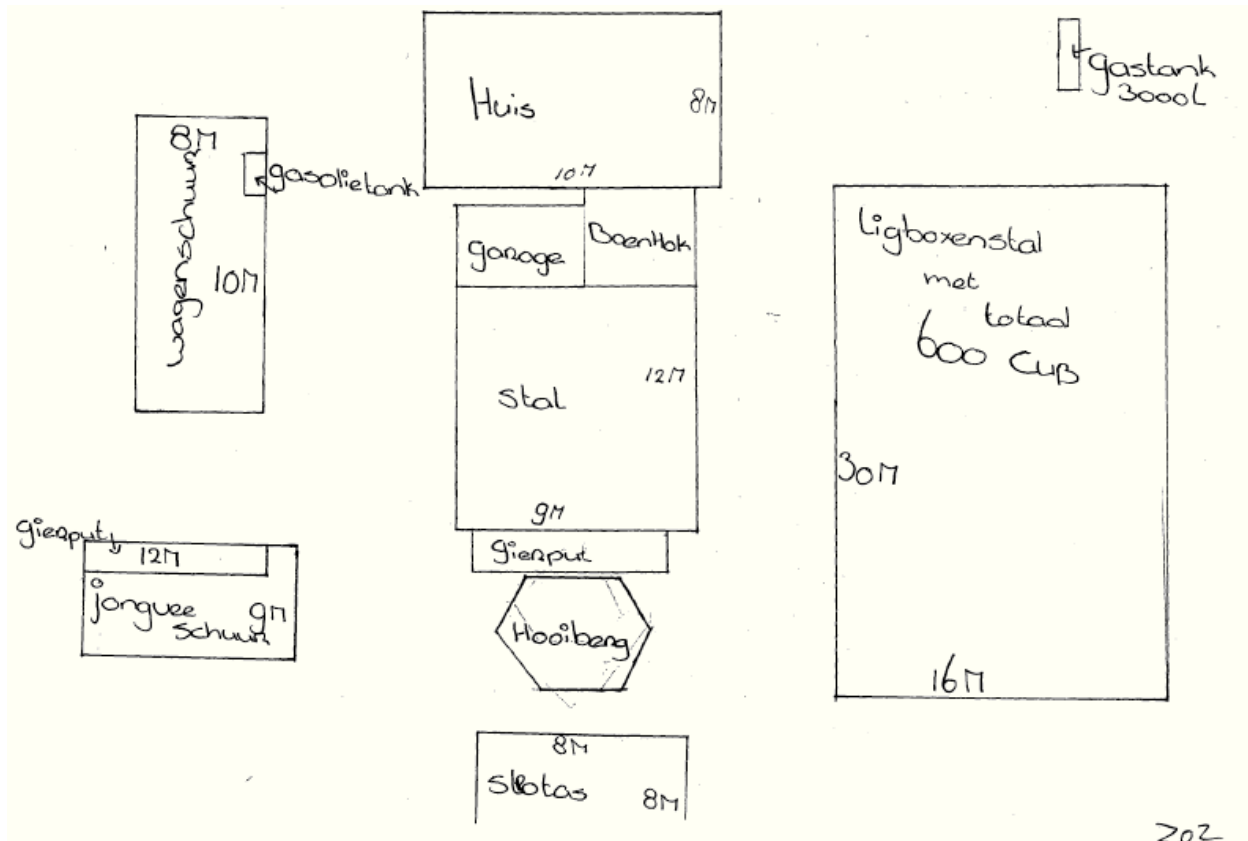 Huis
8M
10M
gastank
3000L
8M
gasolietank
wagenschuur
10M
garage
BoenHok
Ligboxenstal
met
totaal
600 CUB
stal
12M
9M
30M
16M
gierput
12M
jongvee
schuur
9M
gierput
Hooiberg
8M
8M
202